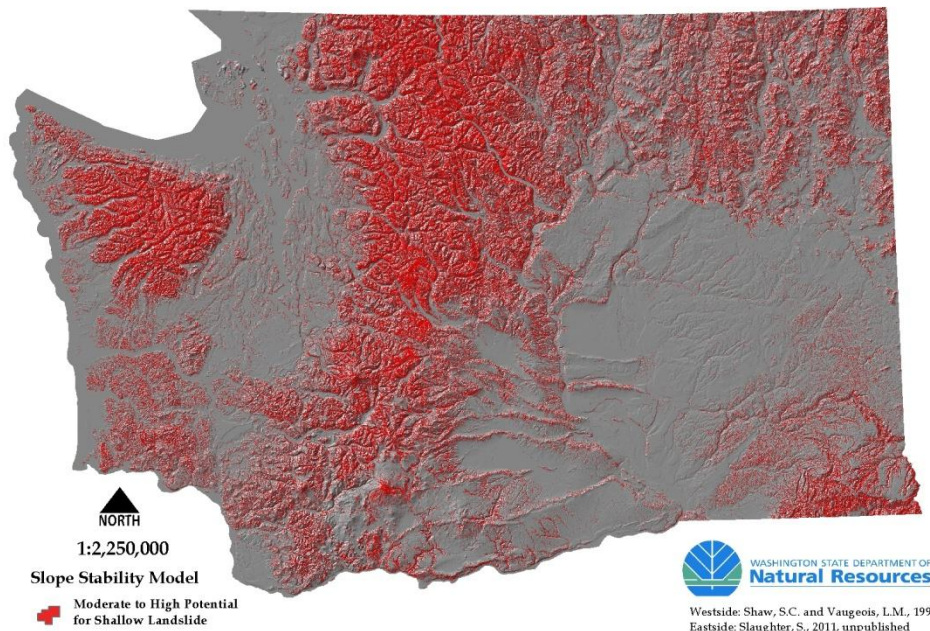 NORTH
1:2,250,000
Slope Stability Model
Moderate to High Potential
for Shallow Landslide
WASHINGTON STATE DEPARTMENT OF
Natural Resources
Westside: Shaw, S.C. and Vaugeois, L.M., 199
Eastside: Slaughter, S., 2011, unpublished